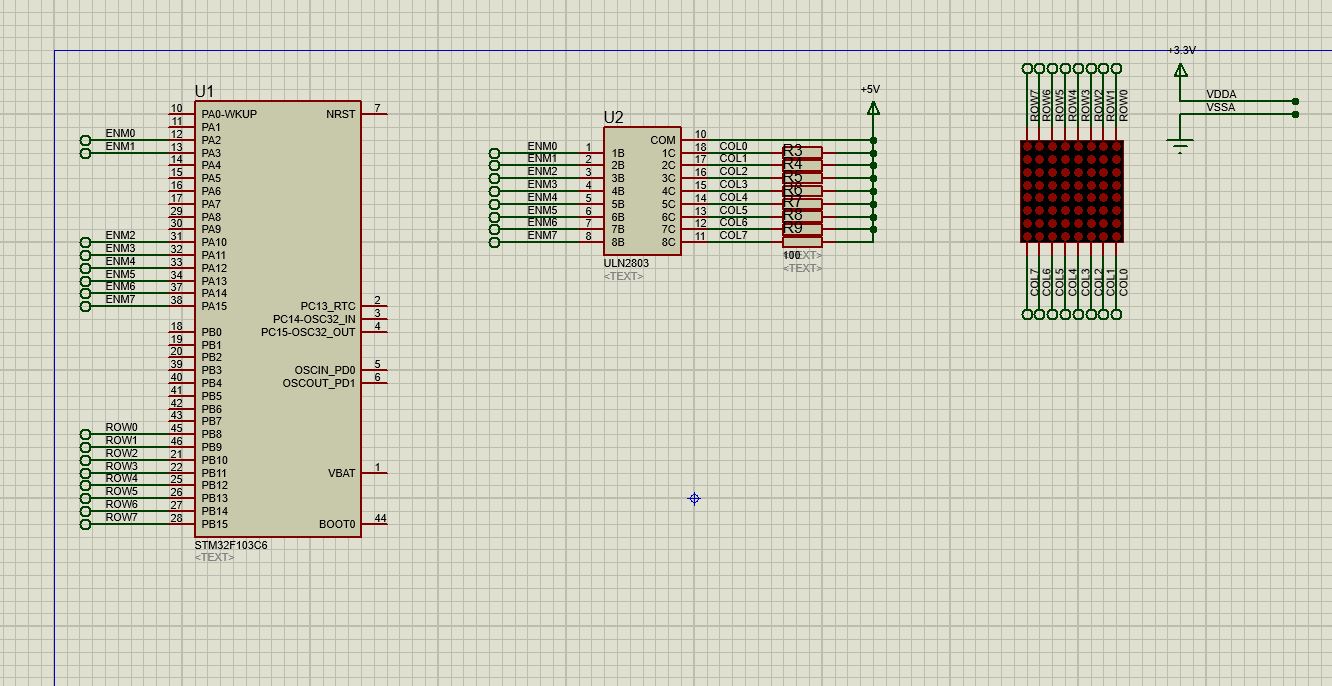 +3.3V
VDDA
VSSA
U1
10 PA0-WKUP NRST 7
11 PA1
ENM0 12 PA2
ENM1 13 PA3
14 PA4
15 PA5
16 PA6
17 PA7
29 PA8
30 PA9
ENM2 31 PA10
ENM3 32 PA11
ENM4 33 PA12
ENM5 34 PA13
ENM6 37 PA14
ENM7 38 PA15
PC13_RTC 2
PC14-OSC32_IN 3
18 PB0 PC15-OSC32_OUT 4
19 PB1
20 PB2
39 PB3 OSCIN_PD0 5
40 PB4 OSCOUT_PD1 6
41 PB5
42 PB6
43 PB7
ROW0 45 PB8
ROW1 46 PB9
ROW2 21 PB10
ROW3 22 PB11 VBAT 1
ROW4 25 PB12
ROW5 26 PB13
ROW6 27 PB14
ROW7 28 PB15 BOOT0 44
STM32F103C6
<TEXT>
U2
+5V
COM 10
ENM0 1 1B 1C 18 COL0 R3
ENM1 2 2B 2C 17 COL1 R4
ENM2 3 3B 3C 16 COL2 R5
ENM3 4 4B 4C 15 COL3 R6
ENM4 5 5B 5C 14 COL4 R7
ENM5 6 6B 6C 13 COL5 R8
ENM6 7 7B 7C 12 COL6 R9
ENM7 8 8B 8C 11 COL7
ULN2803
<TEXT>
100
<TEXT>
<TEXT>
ROW7
ROW6
ROW5
ROW4
ROW3
ROW2
ROW1
ROW0
COL7
COL6
COL5
COL4
COL3
COL2
COL1
COL0